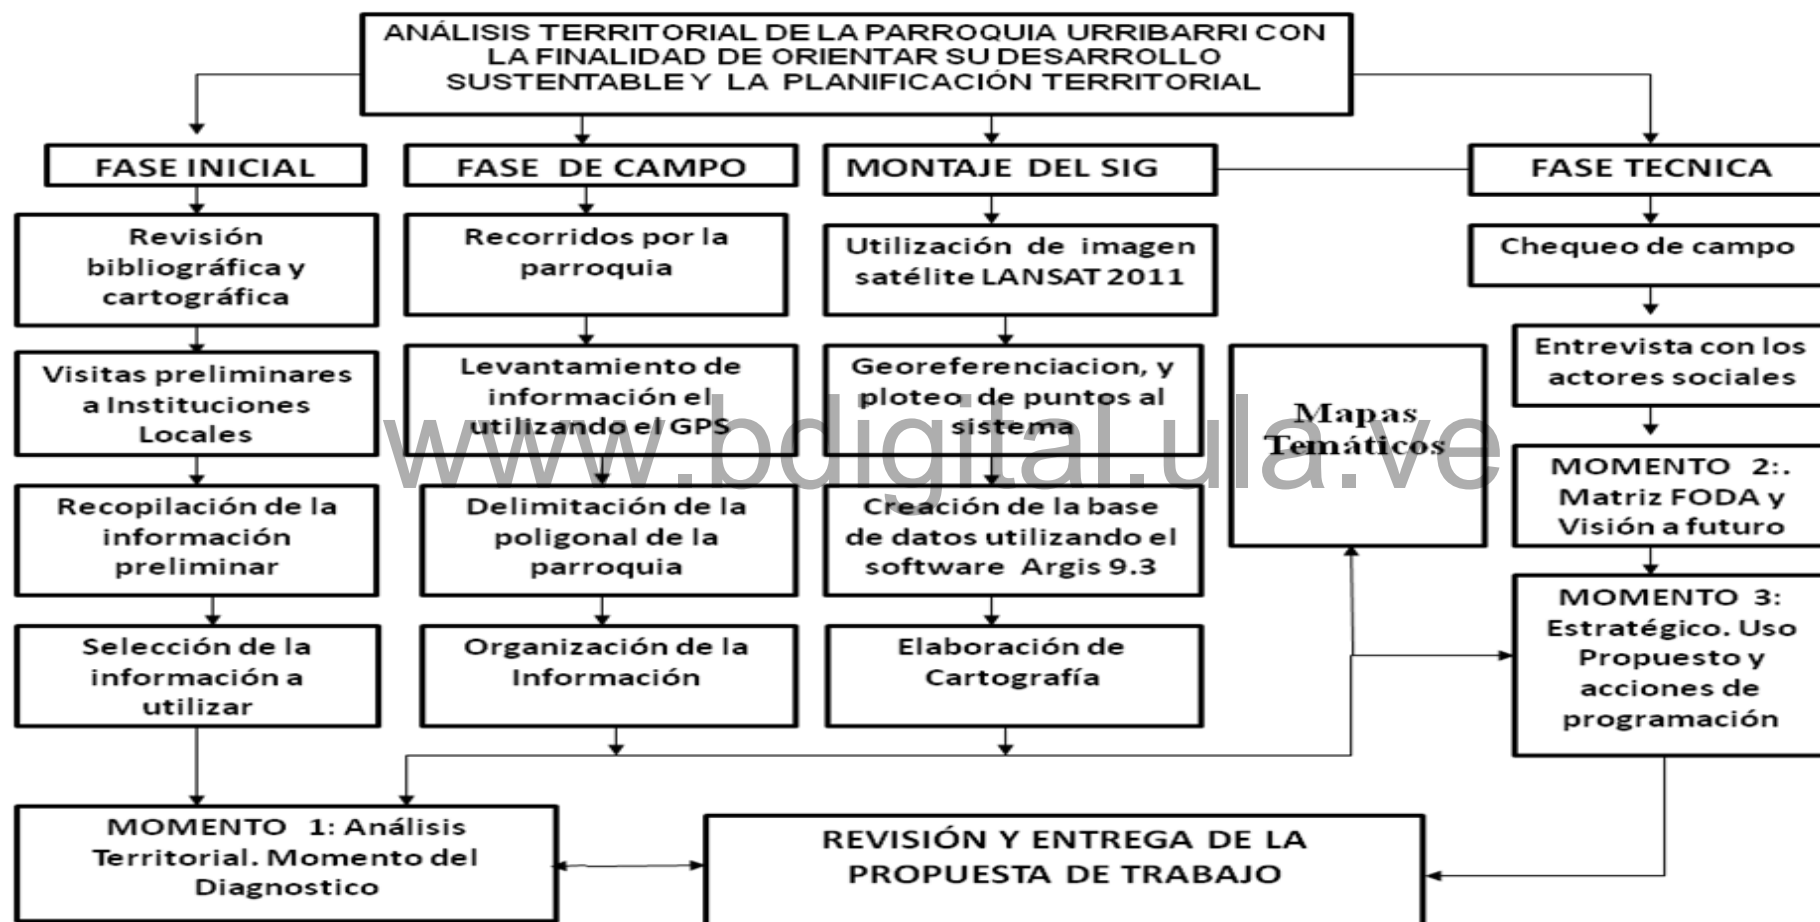 ANÁLISIS TERRITORIAL DE LA PARROQUIA URRIBARRI CON
LA FINALIDAD DE ORIENTAR SU DESARROLLO
SUSTENTABLE Y LA PLANIFICACIÓN TERRITORIAL
FASE INICIAL
Revisión
bibliográfica y
cartográfica
Visitas preliminares
a Instituciones
Locales
Recopilación de la
información
preliminar
Selección de la
información a
utilizar
FASE DE CAMPO
Recorridos por la
parroquia
Levantamiento de
información el
utilizando el GPS
Delimitación de la
poligonal de la
parroquia
Organización de la
Información
MONTAJE DEL SIG
Utilización de imagen
satélite LANSAT 2011
Georeferenciacion, y
ploteo de puntos al
sistema
Creación de la base
de datos utilizando el
software Argis 9.3
Elaboración de
Cartografía
Mapas
Temáticos
FASE TECNICA
Chequeo de campo
Entrevista con los
actores sociales
MOMENTO 2:.
Matriz FODA y
Visión a futuro
MOMENTO 3:
Estratégico. Uso
Propuesto y
acciones de
programación
MOMENTO 1: Análisis
Territorial. Momento del
Diagnostico
REVISIÓN Y ENTREGA DE LA
PROPUESTA DE TRABAJO
www.bdigital.ula.ve